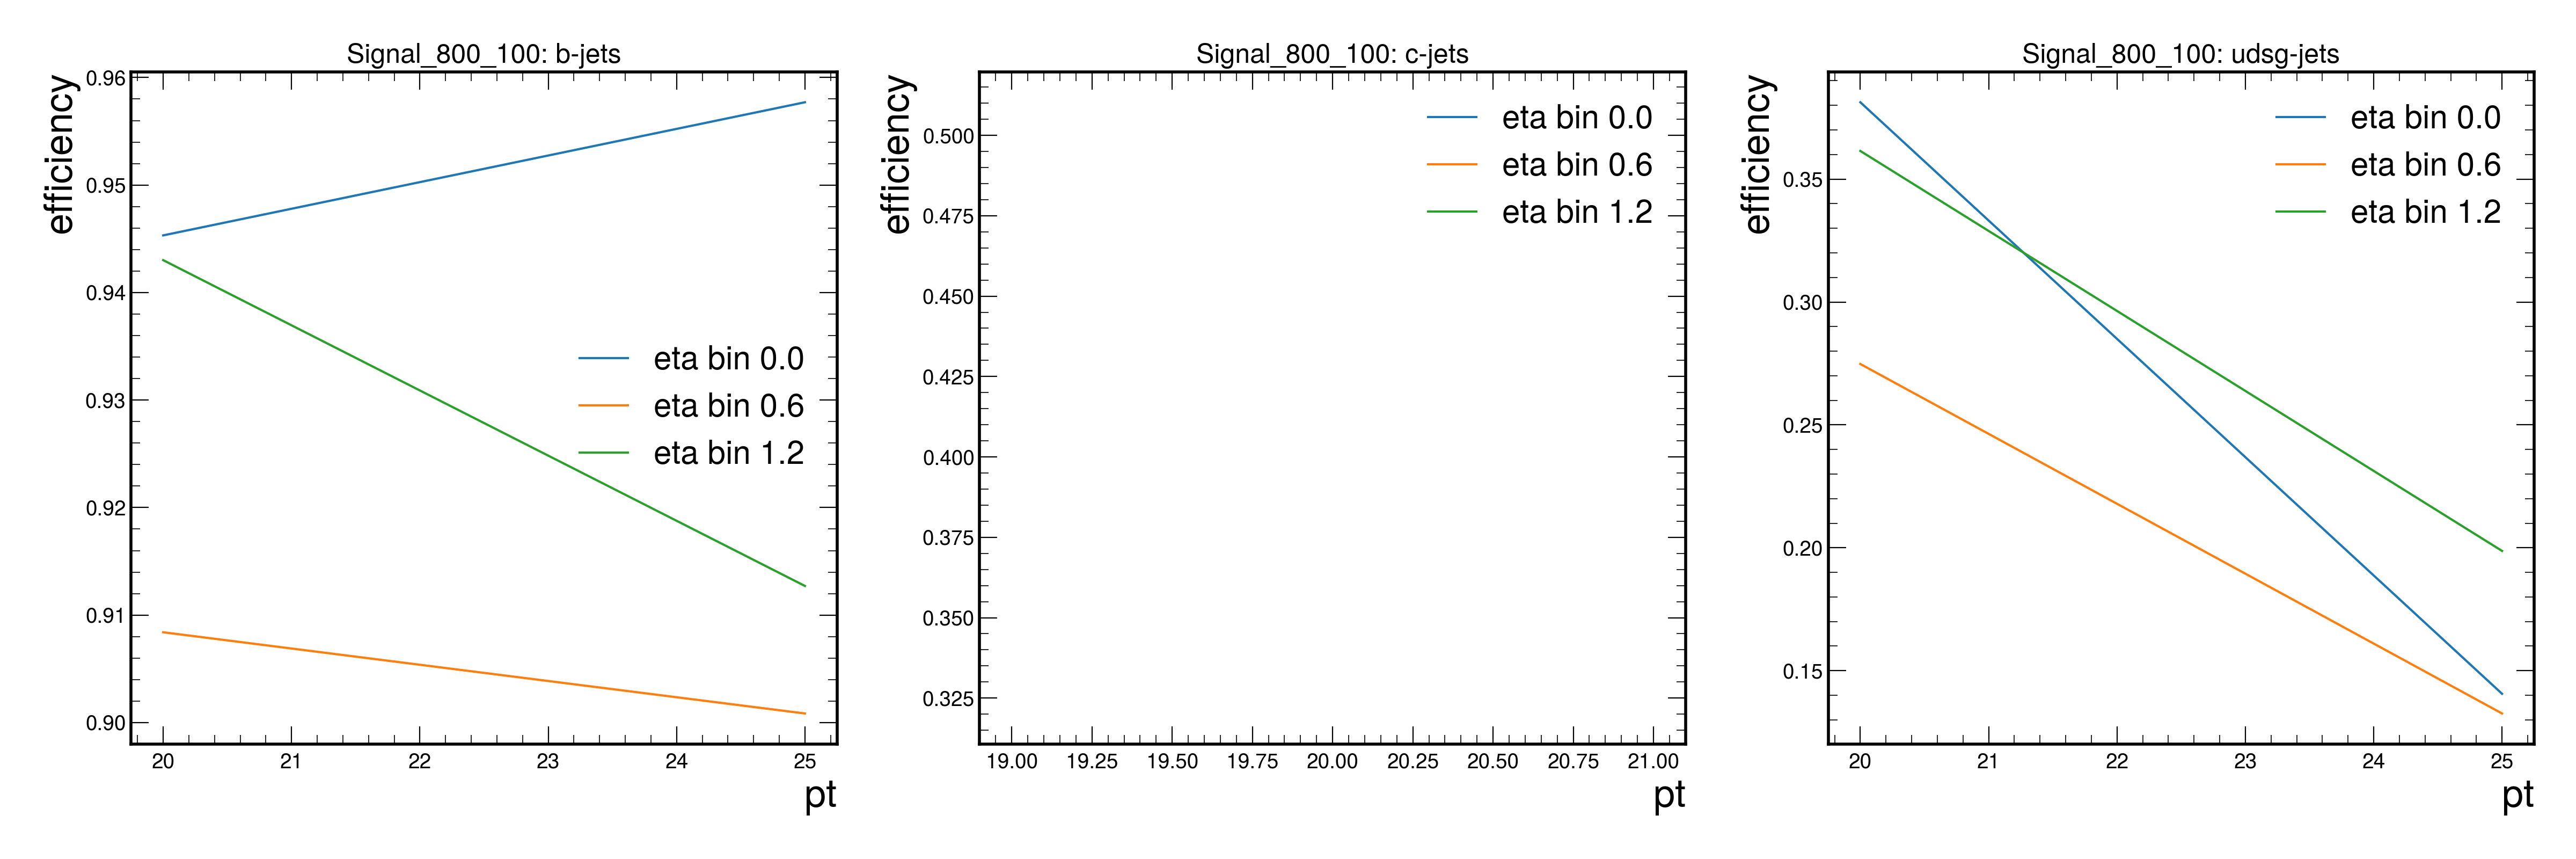 Signal_800_100: b-jets
efficiency
0.96
0.95
0.94
0.93
0.92
0.91
0.90
eta bin 0.0
eta bin 0.6
eta bin 1.2
20 21 22 23 24 25
pt
Signal_800_100: c-jets
efficiency
0.500
0.475
0.450
0.425
0.400
0.375
0.350
0.325
eta bin 0.0
eta bin 0.6
eta bin 1.2
19.00 19.25 19.50 19.75 20.00 20.25 20.50 20.75 21.00
pt
Signal_800_100: udsg-jets
efficiency
0.35
0.30
0.25
0.20
0.15
eta bin 0.0
eta bin 0.6
eta bin 1.2
20 21 22 23 24 25
pt